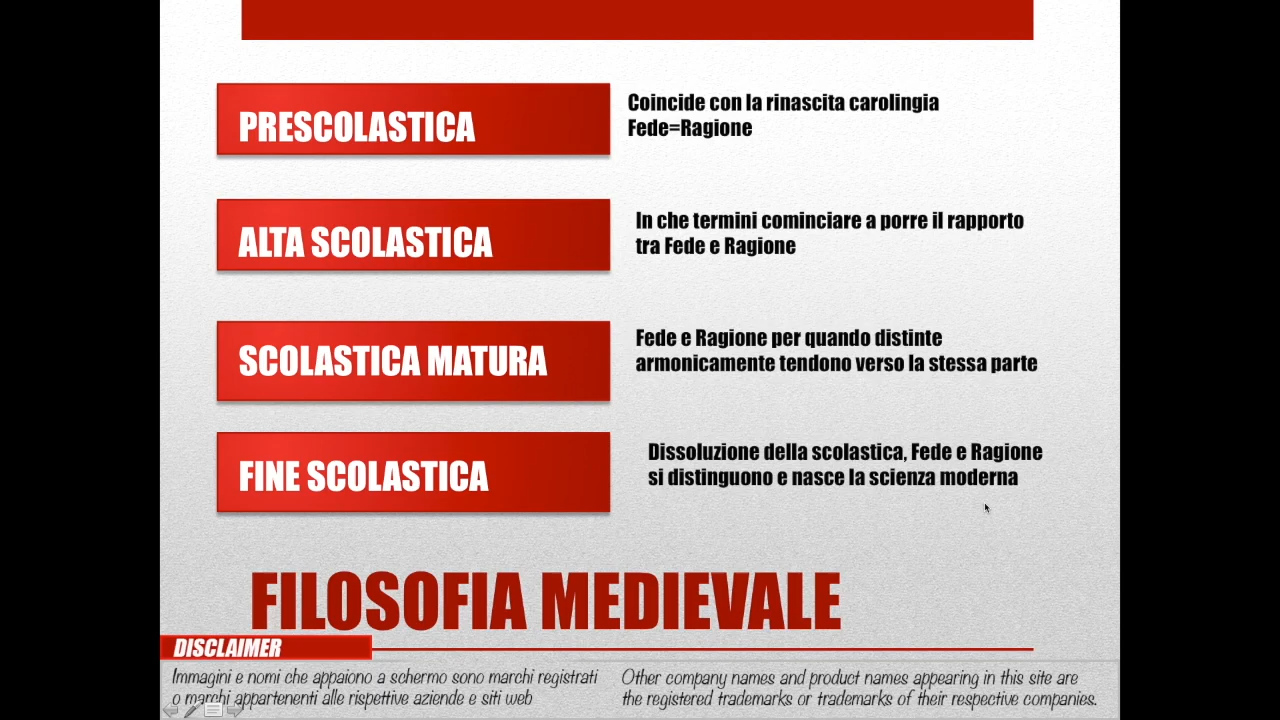 PRESCOLASTICA
Coincide con la rinascita carolingia
Fede=Ragione
ALTA SCOLASTICA
In che termini cominciare a porre il rapporto
tra Fede e Ragione
SCOLASTICA MATURA
Fede e Ragione per quando distinte
armonicamente tendono verso la stessa parte
FINE SCOLASTICA
Dissoluzione della scolastica, Fede e Ragione
si distinguono e nasce la scienza moderna
FILOSOFIA MEDIEVALE
DISCLAIMER
Immagini e nomi che appaiono a schermo sono marchi registrati
o marchi appartenenti alle rispettive aziende e siti web
Other company names and product names appearing in this site are
the registered trademarks or trademarks of their respective companies.